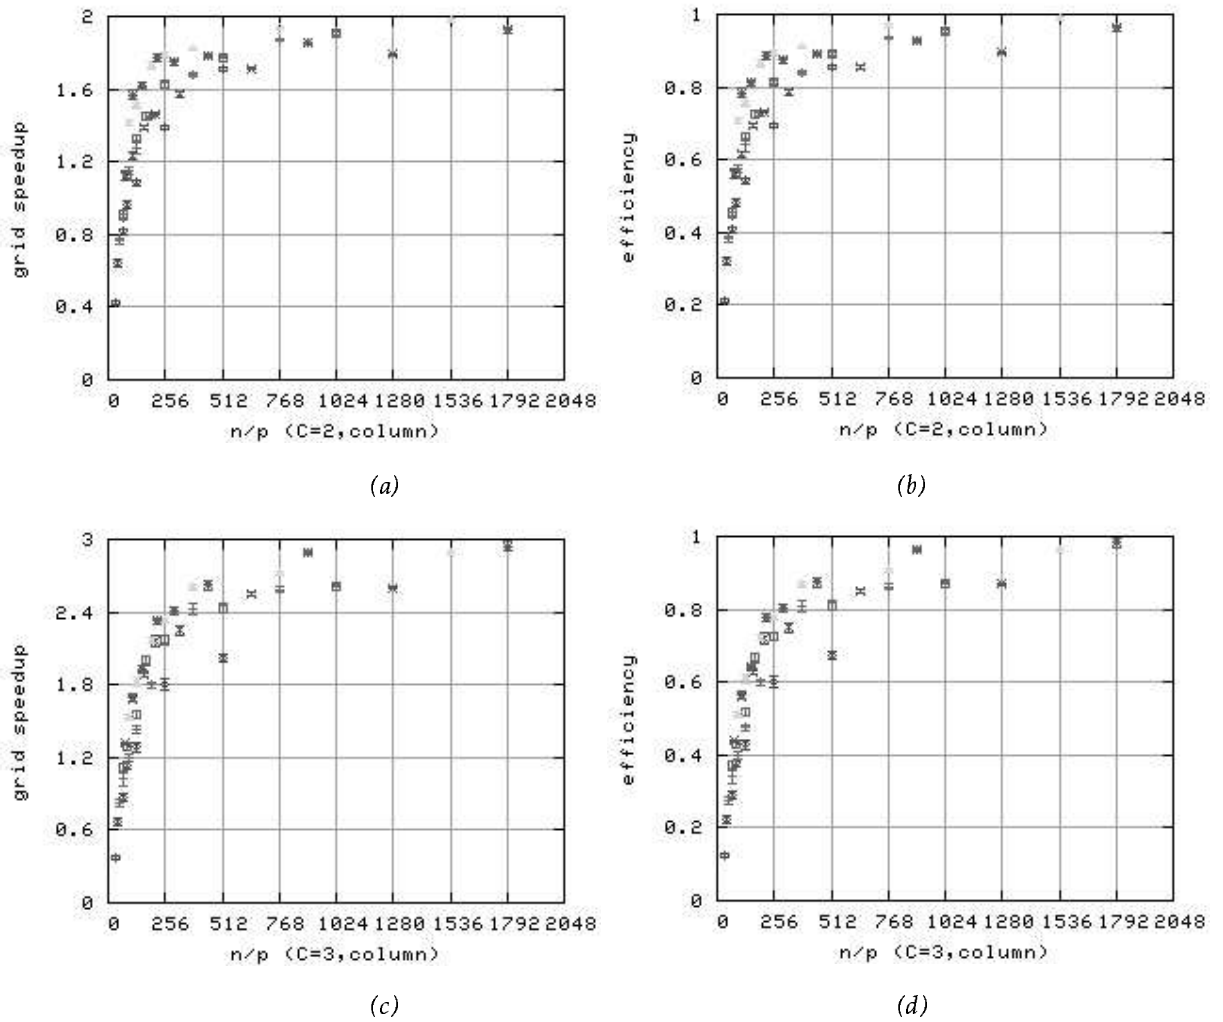 2
1.6
1.2
0.8
0.4
0
grid speedup
0 256 512 768 1024 1280 1536 1792 2048
n/p (C=2,column)
(a)
1
0.8
0.6
0.4
0.2
0
efficiency
0 256 512 768 1024 1280 1536 1792 2048
n/p (C=2,column)
(b)
3
2.4
1.8
1.2
0.6
0
grid speedup
0 256 512 768 1024 1280 1536 1792 2048
n/p (C=3,column)
(c)
1
0.8
0.6
0.4
0.2
0
efficiency
0 256 512 768 1024 1280 1536 1792 2048
n/p (C=3,column)
(d)